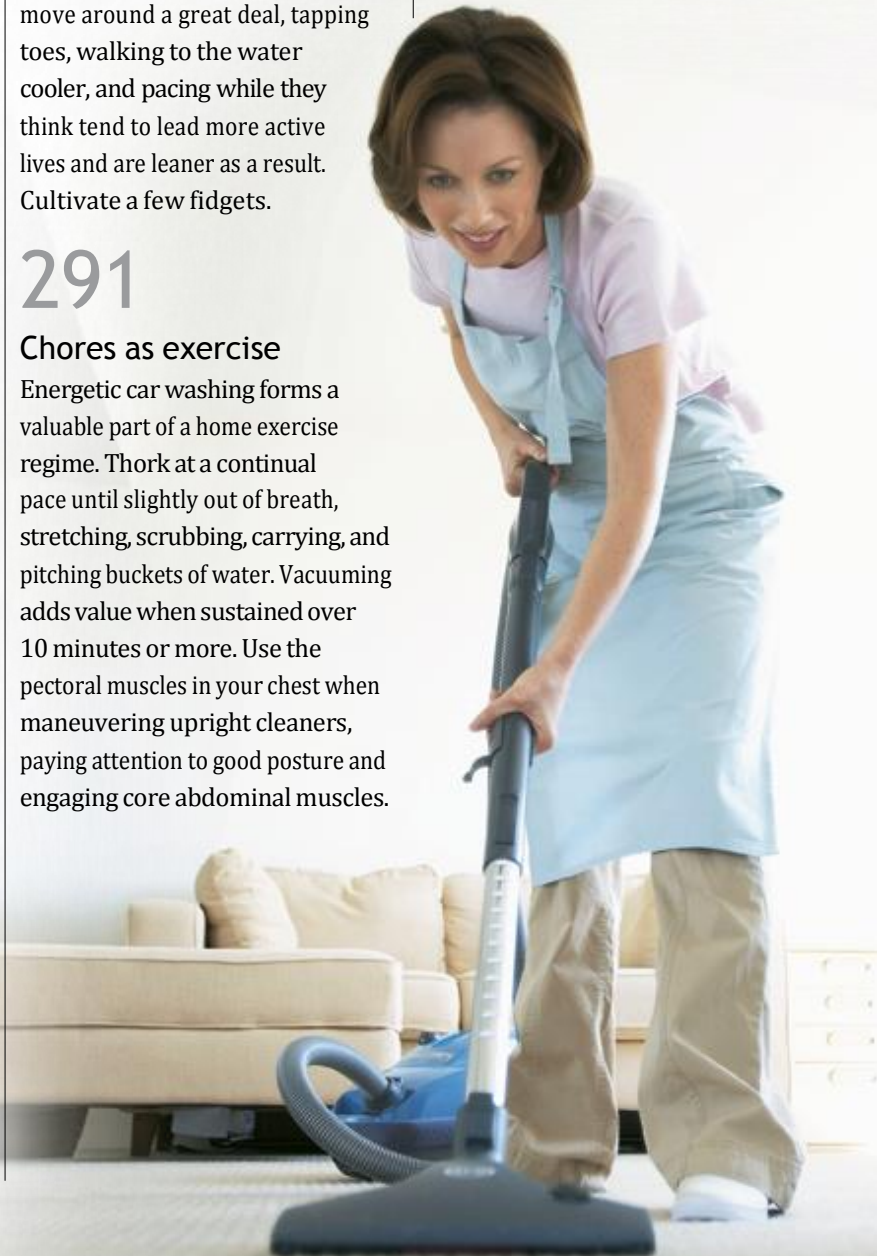 move around a great deal, tapping
toes, walking to the water
cooler, and pacing while they
think tend to lead more active
lives and are leaner as a result.
Cultivate a few fidgets.
291
Chores as exercise
Energetic car washing forms a
valuable part of a home exercise
regime. Thork at a continual
pace until slightly out of breath,
stretching, scrubbing, carrying, and
pitching buckets of water. Vacuuming
adds value when sustained over
10 minutes or more. Use the
pectoral muscles in your chest when
maneuvering upright cleaners,
paying attention to good posture and
engaging core abdominal muscles.